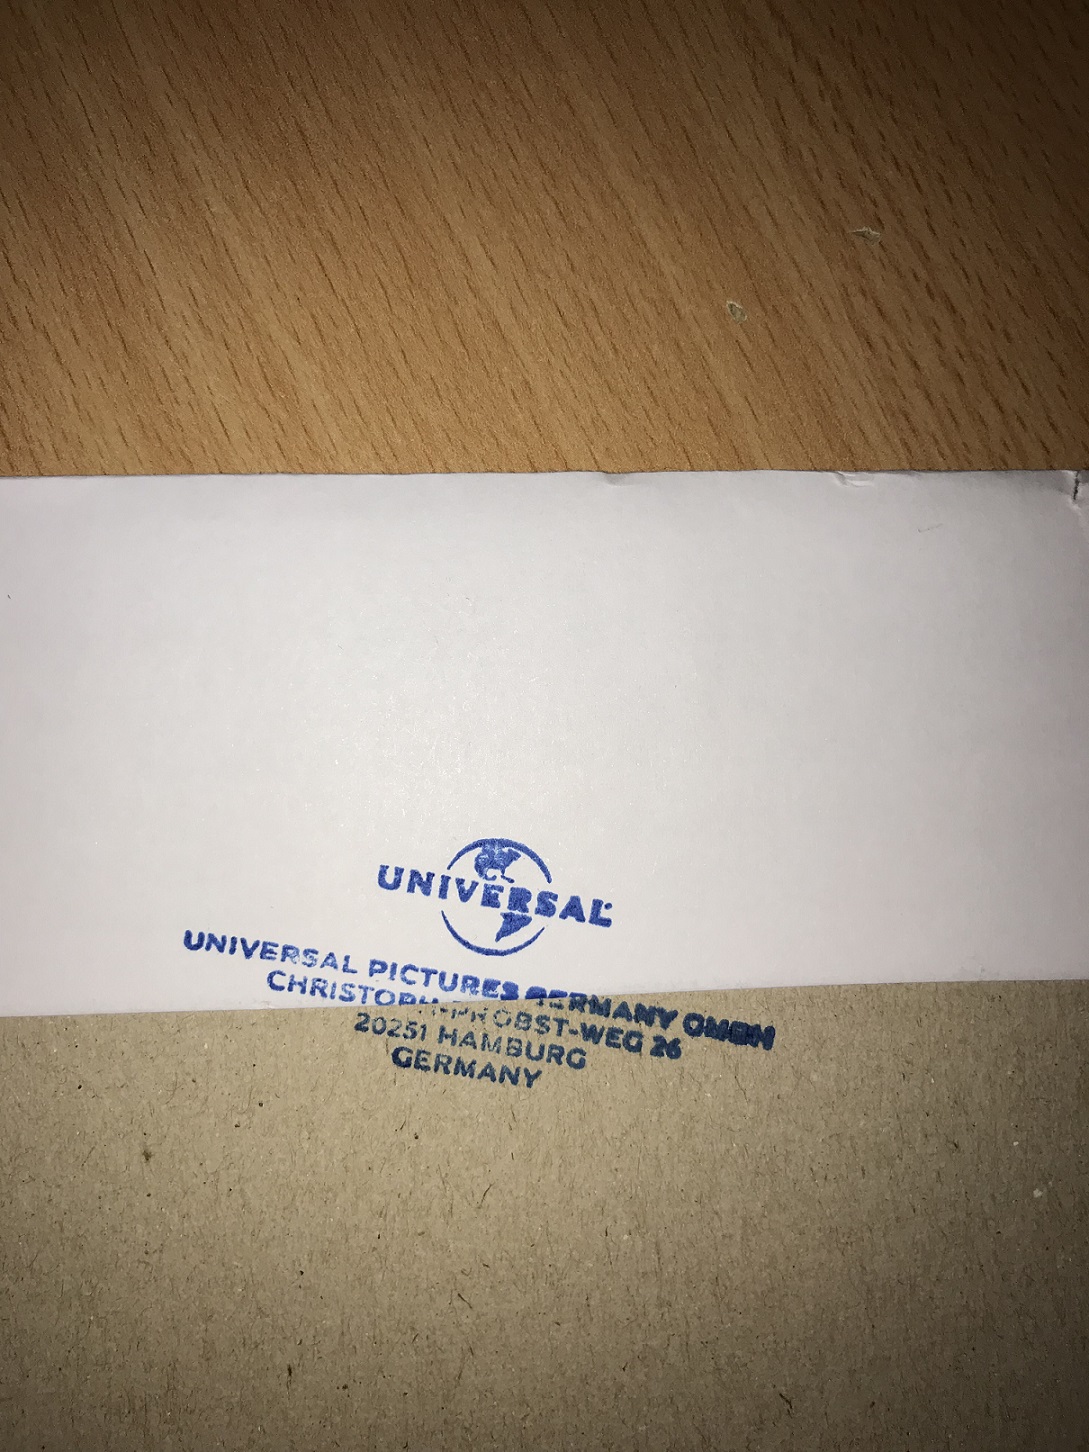 UNIVERSAL
UNIVERSAL PICTURES GERMANY GMBH
CHRISTOPH-PROBST-WEG 26
20251 HAMBURG
GERMANY